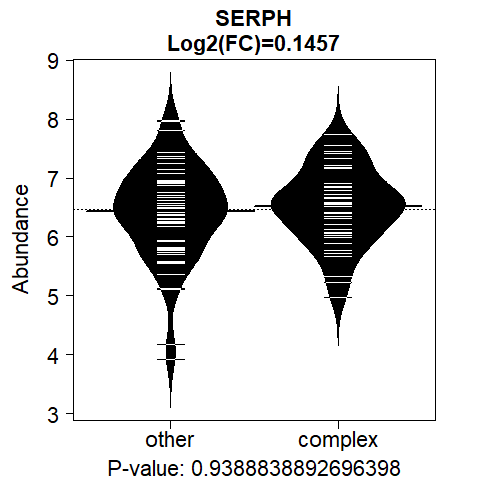 SERPH
Log2(FC)=0.1457
9
8
7
6
5
4
3
Abundance
other complex
P-value: 0.9388838892696398